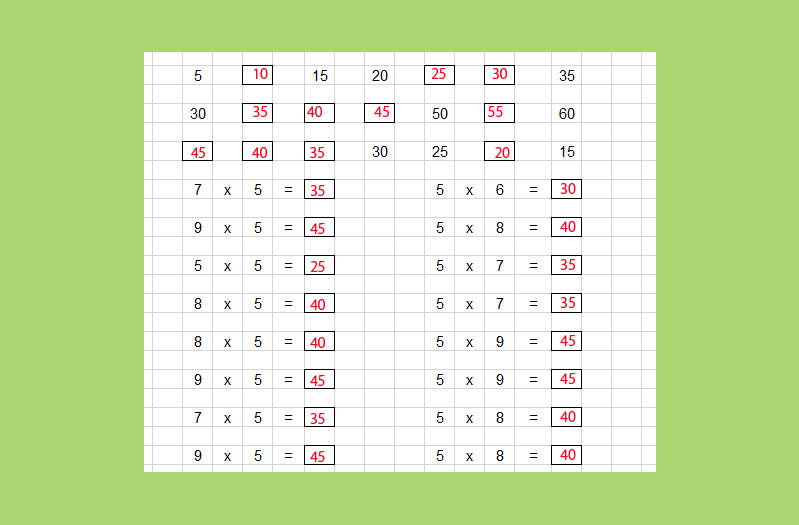 5 10 15 20 25 30 35
30 35 40 45 50 55 60
45 40 35 30 25 20 15
7 x 5 = 35 5 x 6 = 30
9 x 5 = 45 5 x 8 = 40
5 x 5 = 25 5 x 7 = 35
8 x 5 = 40 5 x 7 = 35
8 x 5 = 40 5 x 9 = 45
9 x 5 = 45 5 x 9 = 45
7 x 5 = 35 5 x 8 = 40
9 x 5 = 45 5 x 8 = 40